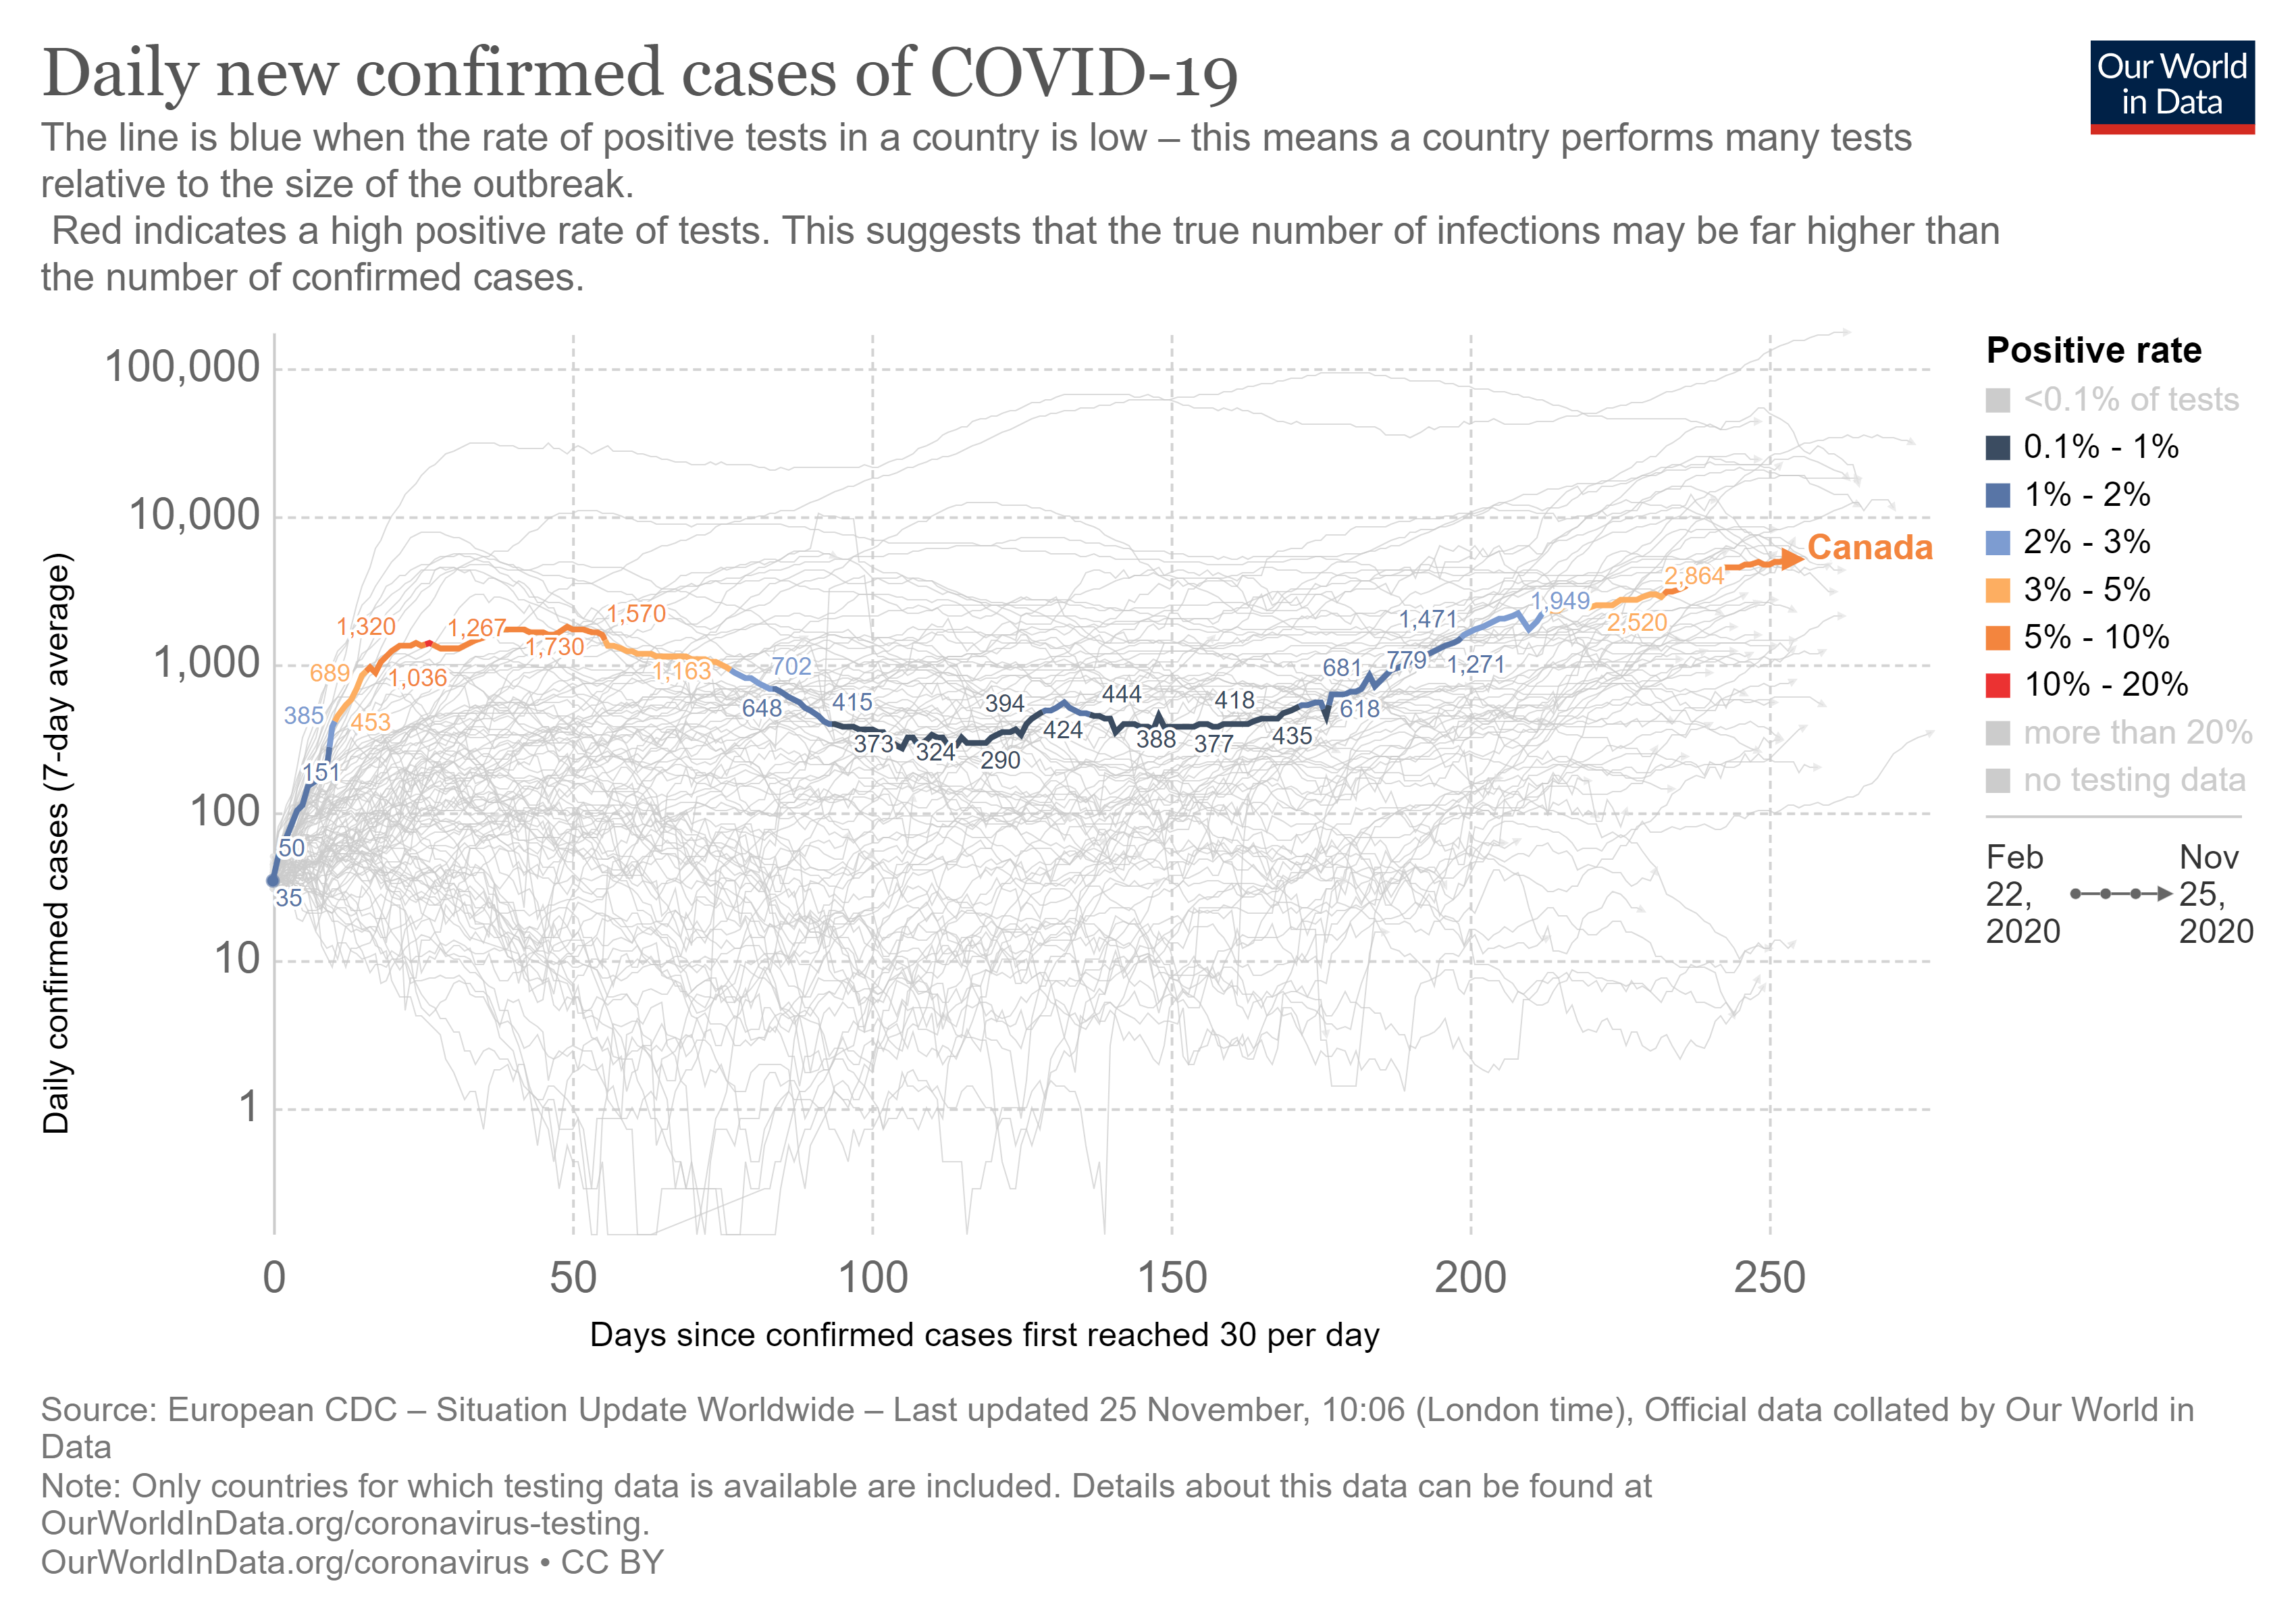 Daily new confirmed cases of COVID-19
Our World
in Data
The line is blue when the rate of positive tests in a country is low – this means a country performs many tests
relative to the size of the outbreak.
Red indicates a high positive rate of tests. This suggests that the true number of infections may be far higher than
the number of confirmed cases.
Daily confirmed cases (7-day average)
100,000
10,000
1,000
100
10
1
35
50
151
385
453
689
1,320
1,036
1,267
1,730
1,570
1,163
702
648
415
373
324
394
290
424
444
388
418
377
435
681
618
779
1,471
1,271
1,949
2,520
2,864
Canada
0
50
100
150
200
250
Days since confirmed cases first reached 30 per day
Positive rate
<0.1% of tests
0.1% - 1%
1% - 2%
2% - 3%
3% - 5%
5% - 10%
10% - 20%
more than 20%
no testing data
Feb
22,
2020
Nov
25,
2020
Source: European CDC – Situation Update Worldwide – Last updated 25 November, 10:06 (London time), Official data collated by Our World in
Data
Note: Only countries for which testing data is available are included. Details about this data can be found at
OurWorldInData.org/coronavirus-testing.
OurWorldInData.org/coronavirus • CC BY